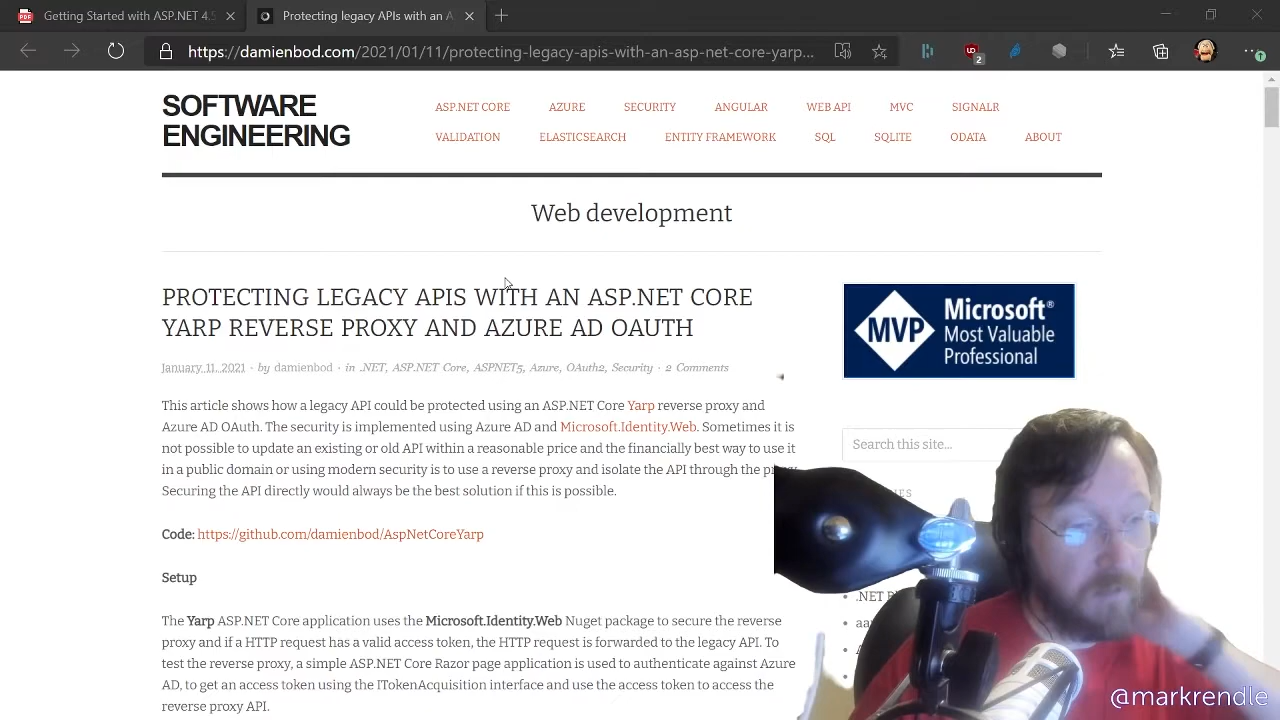 Getting Started With AS
Protecting Legacy APIs with an A
https://damienbod.com/2021/01/11/protecting-legacy-apis-with-an-asp-net-core-yarp...
2
SOFTWARE
ENGINEERING
ASP.NET CORE AZURE SECURITY ANGULAR WEB API MVC SIGNALR
VALIDATION ELASTICSEARCH ENTITY FRAMEWORK SQL SQLITE ODATA ABOUT
Web development
PROTECTING LEGACY APIS WITH AN ASP.NET CORE
YARP REVERSE PROXY AND AZURE AD OAUTH
January 11, 2021 · by damienbod · in .NET, ASP.NET Core, ASPNET5, Azure, OAuth2, Security · 2 Comments
This article shows how a legacy API could be protected using an ASP.NET Core Yarp reverse proxy and
Azure AD OAuth. The security is implemented using Azure AD and Microsoft.Identity.Web. Sometimes it is
not possible to update an existing or old API within a reasonable price and the financially best way to use it
in a public domain or using modern security is to use a reverse proxy and isolate the API through the
Securing the API directly would always be the best solution if this is possible.
Code: https://github.com/damienbod/AspNetCoreYarp
Setup
The Yarp ASP.NET Core application uses the Microsoft.Identity.Web Nuget package to secure the reverse
proxy and if a HTTP request has a valid access token, the HTTP request is forwarded to the legacy API. To
test the reverse proxy, a simple ASP.NET Core Razor page application is used to authenticate against Azure
AD, to get an access token using the ITokenAcquisition interface and use the access token to access the
reverse proxy API.
MVP
Microsoft®
Most Valuable
Professional
Search this site...
.NET
@markrendle